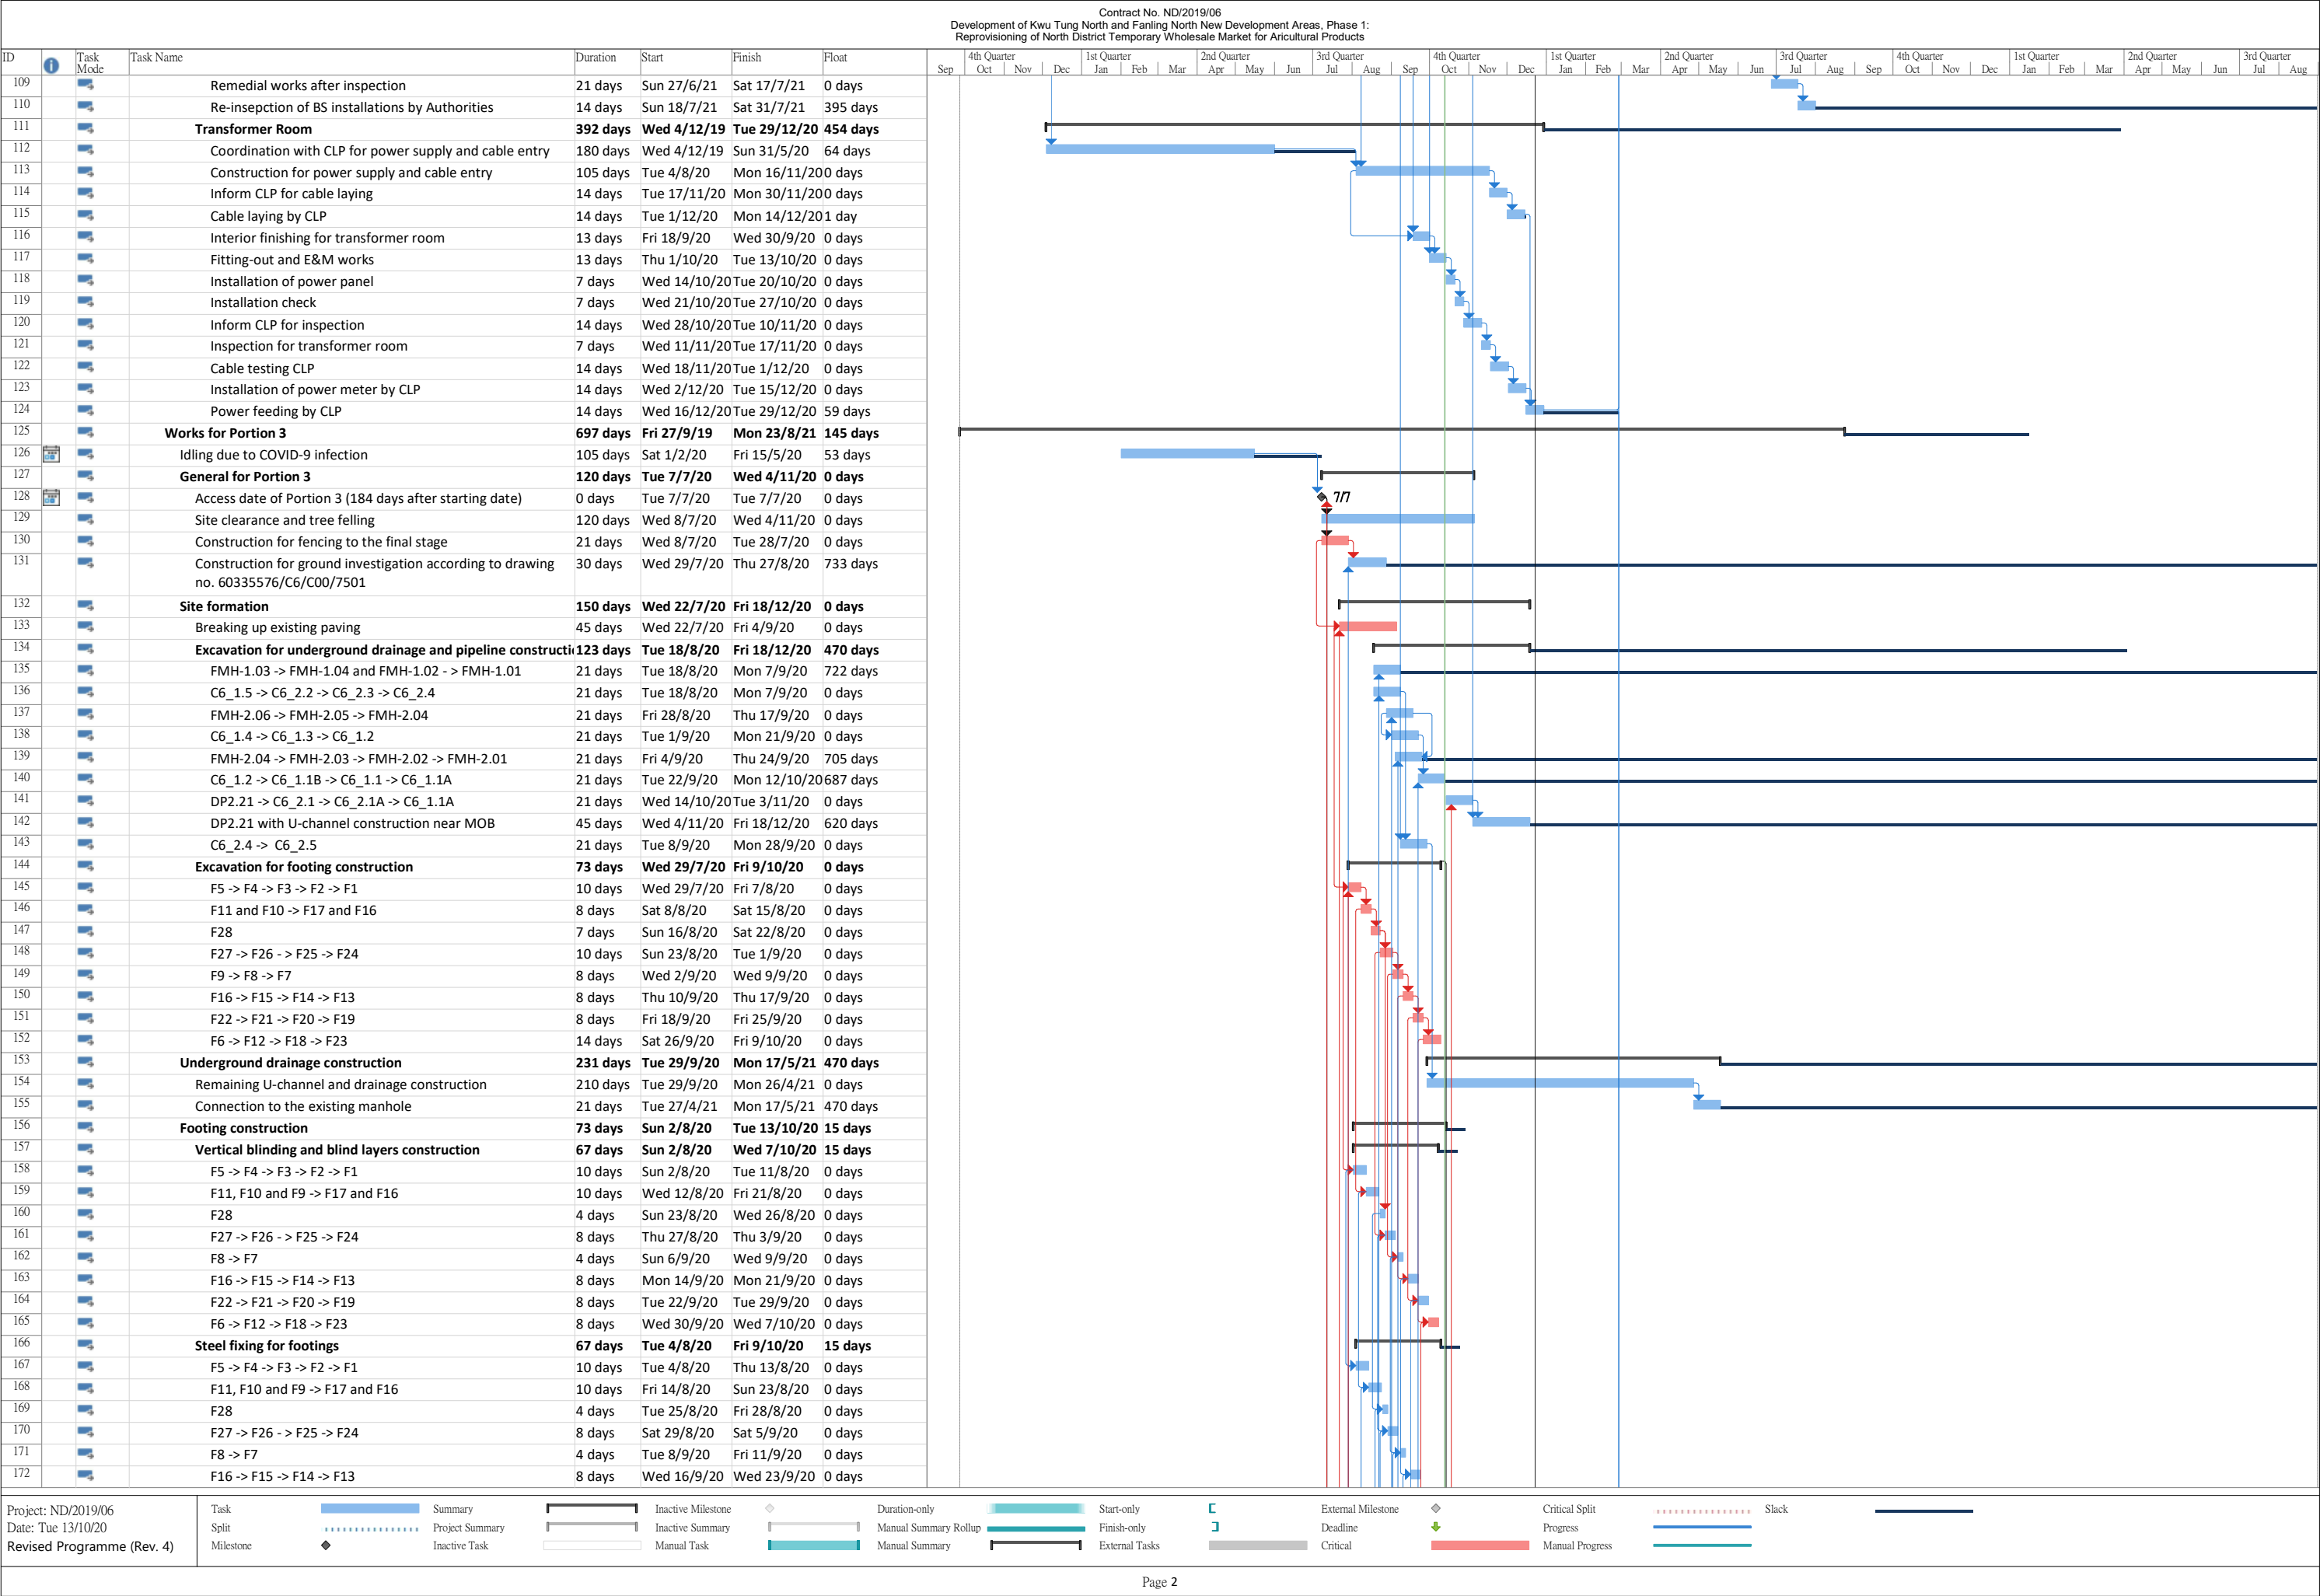 Contract No. ND/2019/06
Development of Kwu Tung North and Fanling North New Development Areas, Phase 1:
Reprovisioning of North District Temporary Wholesale Market for Aricultural Products
ID Task Mode Task Name Duration Start Finish Float
4th Quarter 1st Quarter 2nd Quarter 3rd Quarter 4th Quarter 1st Quarter 2nd Quarter 3rd Quarter 4th Quarter 1st Quarter 2nd Quarter 3rd Quarter
Sep Oct Nov Dec Jan Feb Mar Apr May Jun Jul Aug Sep Oct Nov Dec Jan Feb Mar Apr May Jun Jul Aug Sep Oct Nov Dec Jan Feb Mar Apr May Jun Jul Aug
109 Remedial works after inspection 21 days Sun 27/6/21 Sat 17/7/21 0 days
110 Re-insepction of BS installations by Authorities 14 days Sun 18/7/21 Sat 31/7/21 395 days
111 Transformer Room 392 days Wed 4/12/19 Tue 29/12/20 454 days
112 Coordination with CLP for power supply and cable entry 180 days Wed 4/12/19 Sun 31/5/20 64 days
113 Construction for power supply and cable entry 105 days Tue 4/8/20 Mon 16/11/20 0 days
114 Inform CLP for cable laying 14 days Tue 17/11/20 Mon 30/11/20 0 days
115 Cable laying by CLP 14 days Tue 1/12/20 Mon 14/12/20 1 day
116 Interior finishing for transformer room 13 days Fri 18/9/20 Wed 30/9/20 0 days
117 Fitting-out and E&M works 13 days Thu 1/10/20 Tue 13/10/20 0 days
118 Installation of power panel 7 days Wed 14/10/20 Tue 20/10/20 0 days
119 Installation check 7 days Wed 21/10/20 Tue 27/10/20 0 days
120 Inform CLP for inspection 14 days Wed 28/10/20 Tue 10/11/20 0 days
121 Inspection for transformer room 7 days Wed 11/11/20 Tue 17/11/20 0 days
122 Cable testing CLP 14 days Wed 18/11/20 Tue 1/12/20 0 days
123 Installation of power meter by CLP 14 days Wed 2/12/20 Tue 15/12/20 0 days
124 Power feeding by CLP 14 days Wed 16/12/20 Tue 29/12/20 59 days
125 Works for Portion 3 697 days Fri 27/9/19 Mon 23/8/21 145 days
126 Idling due to COVID-9 infection 105 days Sat 1/2/20 Fri 15/5/20 53 days
127 General for Portion 3 120 days Tue 7/7/20 Wed 4/11/20 0 days
128 Access date of Portion 3 (184 days after starting date) 0 days Tue 7/7/20 Tue 7/7/20 0 days 7/7
129 Site clearance and tree felling 120 days Wed 8/7/20 Wed 4/11/20 0 days
130 Construction for fencing to the final stage 21 days Wed 8/7/20 Tue 28/7/20 0 days
131 Construction for ground investigation according to drawing 30 days Wed 29/7/20 Thu 27/8/20 733 days
no. 60335576/C6/C00/7501
132 Site formation 150 days Wed 22/7/20 Fri 18/12/20 0 days
133 Breaking up existing paving 45 days Wed 22/7/20 Fri 4/9/20 0 days
134 Excavation for underground drainage and pipeline constructi 123 days Tue 18/8/20 Fri 18/12/20 470 days
135 FMH-1.03 -> FMH-1.04 and FMH-1.02 - > FMH-1.01 21 days Tue 18/8/20 Mon 7/9/20 722 days
136 C6_1.5 -> C6_2.2 -> C6_2.3 -> C6_2.4 21 days Tue 18/8/20 Mon 7/9/20 0 days
137 FMH-2.06 -> FMH-2.05 -> FMH-2.04 21 days Fri 28/8/20 Thu 17/9/20 0 days
138 C6_1.4 -> C6_1.3 -> C6_1.2 21 days Tue 1/9/20 Mon 21/9/20 0 days
139 FMH-2.04 -> FMH-2.03 -> FMH-2.02 -> FMH-2.01 21 days Fri 4/9/20 Thu 24/9/20 705 days
140 C6_1.2 -> C6_1.1B -> C6_1.1 -> C6_1.1A 21 days Tue 22/9/20 Mon 12/10/20 687 days
141 DP2.21 -> C6_2.1 -> C6_2.1A -> C6_1.1A 21 days Wed 14/10/20 Tue 3/11/20 0 days
142 DP2.21 with U-channel construction near MOB 45 days Wed 4/11/20 Fri 18/12/20 620 days
143 C6_2.4 -> C6_2.5 21 days Tue 8/9/20 Mon 28/9/20 0 days
144 Excavation for footing construction 73 days Wed 29/7/20 Fri 9/10/20 0 days
145 F5 -> F4 -> F3 -> F2 -> F1 10 days Wed 29/7/20 Fri 7/8/20 0 days
146 F11 and F10 -> F17 and F16 8 days Sat 8/8/20 Sat 15/8/20 0 days
147 F28 7 days Sun 16/8/20 Sat 22/8/20 0 days
148 F27 -> F26 - > F25 -> F24 10 days Sun 23/8/20 Tue 1/9/20 0 days
149 F9 -> F8 -> F7 8 days Wed 2/9/20 Wed 9/9/20 0 days
150 F16 -> F15 -> F14 -> F13 8 days Thu 10/9/20 Thu 17/9/20 0 days
151 F22 -> F21 -> F20 -> F19 8 days Fri 18/9/20 Fri 25/9/20 0 days
152 F6 -> F12 -> F18 -> F23 14 days Sat 26/9/20 Fri 9/10/20 0 days
153 Underground drainage construction 231 days Tue 29/9/20 Mon 17/5/21 470 days
154 Remaining U-channel and drainage construction 210 days Tue 29/9/20 Mon 26/4/21 0 days
155 Connection to the existing manhole 21 days Tue 27/4/21 Mon 17/5/21 470 days
156 Footing construction 73 days Sun 2/8/20 Tue 13/10/20 15 days
157 Vertical blinding and blind layers construction 67 days Sun 2/8/20 Wed 7/10/20 15 days
158 F5 -> F4 -> F3 -> F2 -> F1 10 days Sun 2/8/20 Tue 11/8/20 0 days
159 F11, F10 and F9 -> F17 and F16 10 days Wed 12/8/20 Fri 21/8/20 0 days
160 F28 4 days Sun 23/8/20 Wed 26/8/20 0 days
161 F27 -> F26 - > F25 -> F24 8 days Thu 27/8/20 Thu 3/9/20 0 days
162 F8 -> F7 4 days Sun 6/9/20 Wed 9/9/20 0 days
163 F16 -> F15 -> F14 -> F13 8 days Mon 14/9/20 Mon 21/9/20 0 days
164 F22 -> F21 -> F20 -> F19 8 days Tue 22/9/20 Tue 29/9/20 0 days
165 F6 -> F12 -> F18 -> F23 8 days Wed 30/9/20 Wed 7/10/20 0 days
166 Steel fixing for footings 67 days Tue 4/8/20 Fri 9/10/20 15 days
167 F5 -> F4 -> F3 -> F2 -> F1 10 days Tue 4/8/20 Thu 13/8/20 0 days
168 F11, F10 and F9 -> F17 and F16 10 days Fri 14/8/20 Sun 23/8/20 0 days
169 F28 4 days Tue 25/8/20 Fri 28/8/20 0 days
170 F27 -> F26 - > F25 -> F24 8 days Sat 29/8/20 Sat 5/9/20 0 days
171 F8 -> F7 4 days Tue 8/9/20 Fri 11/9/20 0 days
172 F16 -> F15 -> F14 -> F13 8 days Wed 16/9/20 Wed 23/9/20 0 days
Project: ND/2019/06
Date: Tue 13/10/20
Revised Programme (Rev. 4)
Task Summary Inactive Milestone Duration-only Start-only External Milestone Critical Split Slack
Split Project Summary Inactive Summary Manual Summary Rollup Finish-only Deadline Progress
Milestone Inactive Task Manual Task Manual Summary External Tasks Critical Manual Progress
Page 2